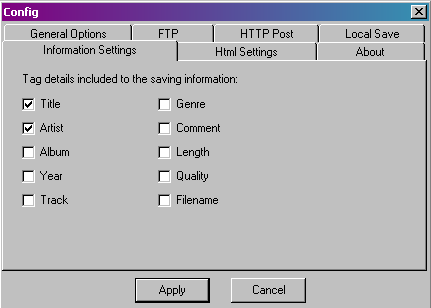 Config
General Options FTP HTTP Post Local Save
Information Settings Html Settings About
Tag details included to the saving information:
Title Genre
Artist Comment
Album Length
Year Quality
Track Filename
Apply Cancel